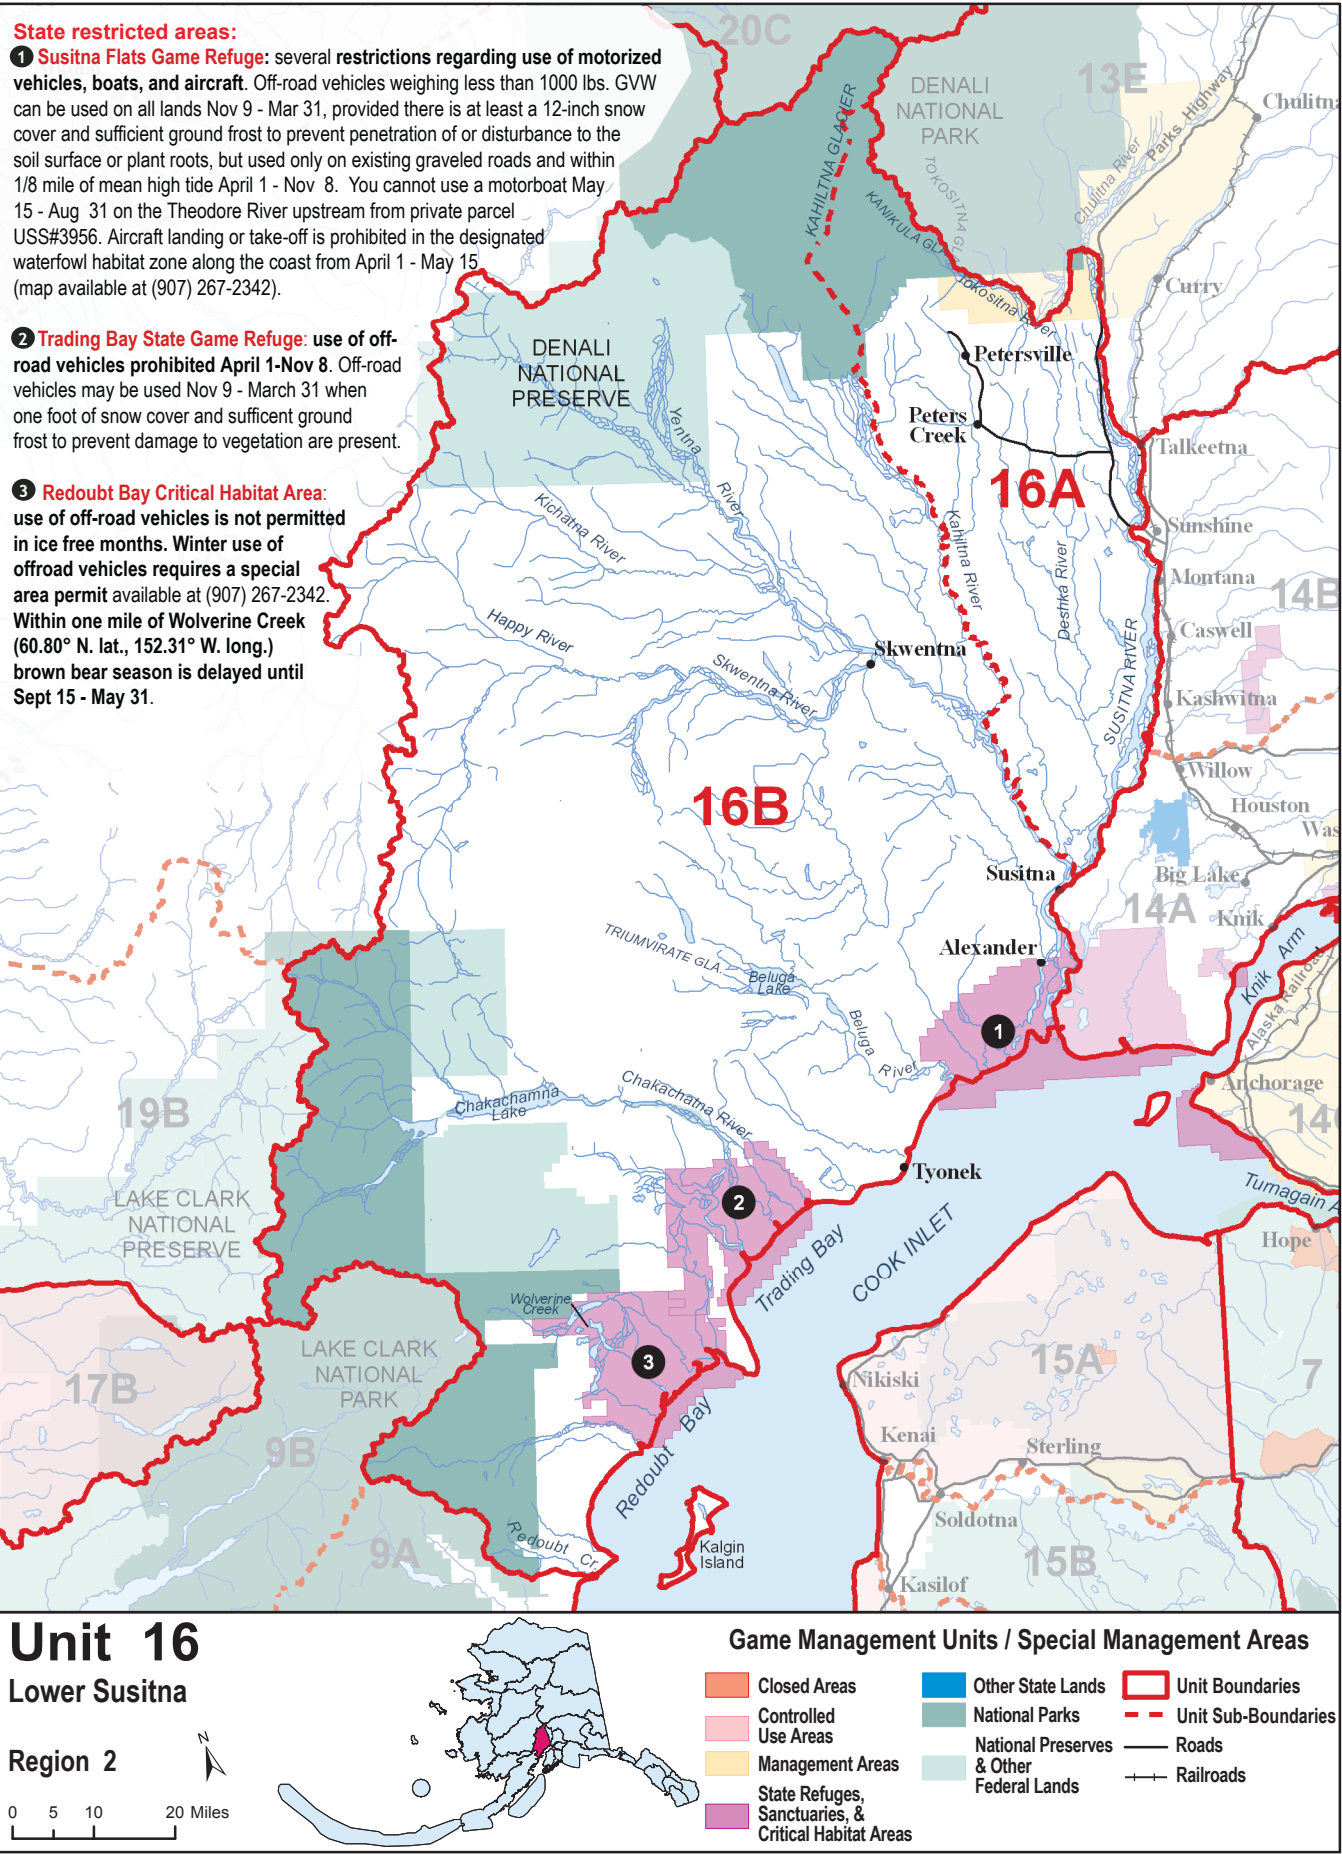 State restricted areas:
1 Susitna Flats Game Refuge: several restrictions regarding use of motorized
vehicles, boats, and aircraft. Off-road vehicles weighing less than 1000 lbs. GVW
can be used on all lands Nov 9 - Mar 31, provided there is at least a 12-inch snow
cover and sufficient ground frost to prevent penetration of or disturbance to the
soil surface or plant roots, but used only on existing graveled roads and within
1/8 mile of mean high tide April 1 - Nov 8. You cannot use a motorboat May
15 - Aug 31 on the Theodore River upstream from private parcel
USS#3956. Aircraft landing or take-off is prohibited in the designated
waterfowl habitat zone along the coast from April 1 - May 15
(map available at (907) 267-2342).
2 Trading Bay State Game Refuge: use of off-
road vehicles prohibited April 1-Nov 8. Off-road
vehicles may be used Nov 9 - March 31 when
one foot of snow cover and sufficent ground
frost to prevent damage to vegetation are present.
3 Redoubt Bay Critical Habitat Area:
use of off-road vehicles is not permitted
in ice free months. Winter use of
offroad vehicles requires a special
area permit available at (907) 267-2342.
Within one mile of Wolverine Creek
(60.80° N. lat., 152.31° W. long.)
brown bear season is delayed until
Sept 15 - May 31.
20C
13E
DENALI
NATIONAL
PARK
KAHILTNA GLACIER
KANIKULA GL
TOKOSITNA GLA
Tokositna River
Chulitna River
Parks Highway
Chulitna
Curry
DENALI
NATIONAL
PRESERVE
Petersville
Peters
Creek
Yentna
River
Talkeetna
16A
Kichatna River
Kahiltna River
Deshka River
Sunshine
Montana
14B
Happy River
Skwentna
Skwentna River
SUSITNA RIVER
Caswell
Kashwitna
16B
Willow
Houston
Was
Susitna
Big Lake
14A
Knik
Knik Arm
Alaska Railroad
Alexander
TRIUMVIRATE GLA.
Beluga
Lake
Beluga
River
1
Anchorage
14C
Chakachamna
Lake
Chakachatna River
19B
Tyonek
LAKE CLARK
NATIONAL
PRESERVE
2
Trading Bay
COOK INLET
Turnagain A
Hope
Wolverine
Creek
LAKE CLARK
NATIONAL
PARK
3
15A
7
17B
Nikiski
Kenai
Sterling
9B
Redoubt Bay
Soldotna
9A
Redoubt Cr.
Kalgin
Island
15B
Kasilof
Unit 16
Lower Susitna
Region 2
N
0 5 10 20 Miles
Game Management Units / Special Management Areas
Closed Areas
Controlled
Use Areas
Management Areas
State Refuges,
Sanctuaries, &
Critical Habitat Areas
Other State Lands
National Parks
National Preserves
& Other
Federal Lands
Unit Boundaries
Unit Sub-Boundaries
Roads
Railroads